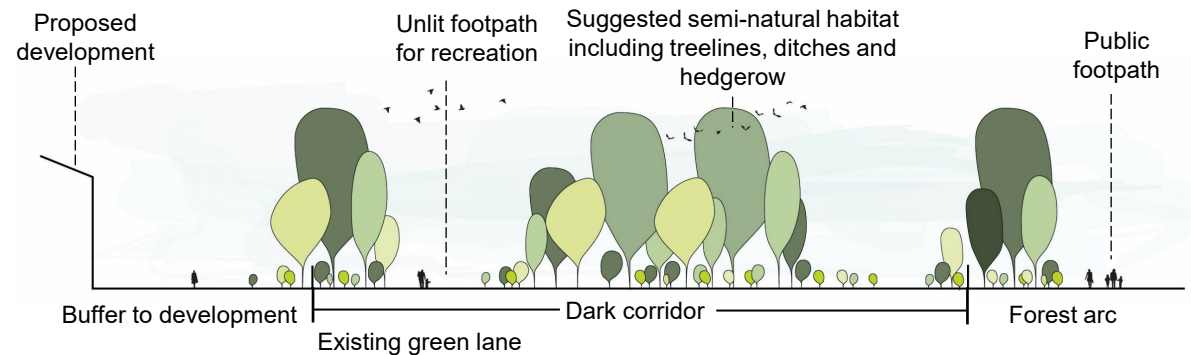 Proposed
development
Unlit footpath
for recreation
Suggested semi-natural habitat
including treelines, ditches and
hedgerow
Public
footpath
Buffer to development
Dark corridor
Forest arc
Existing green lane